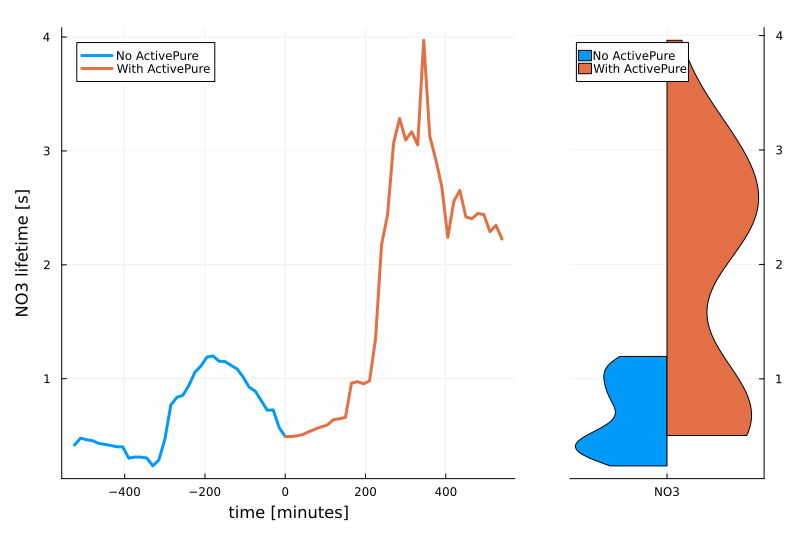 No ActivePure
With ActivePure
4
3
2
1
NO3 lifetime [s]
−400
−200
0
200
400
time [minutes]
No ActivePure
With ActivePure
4
3
2
1
NO3